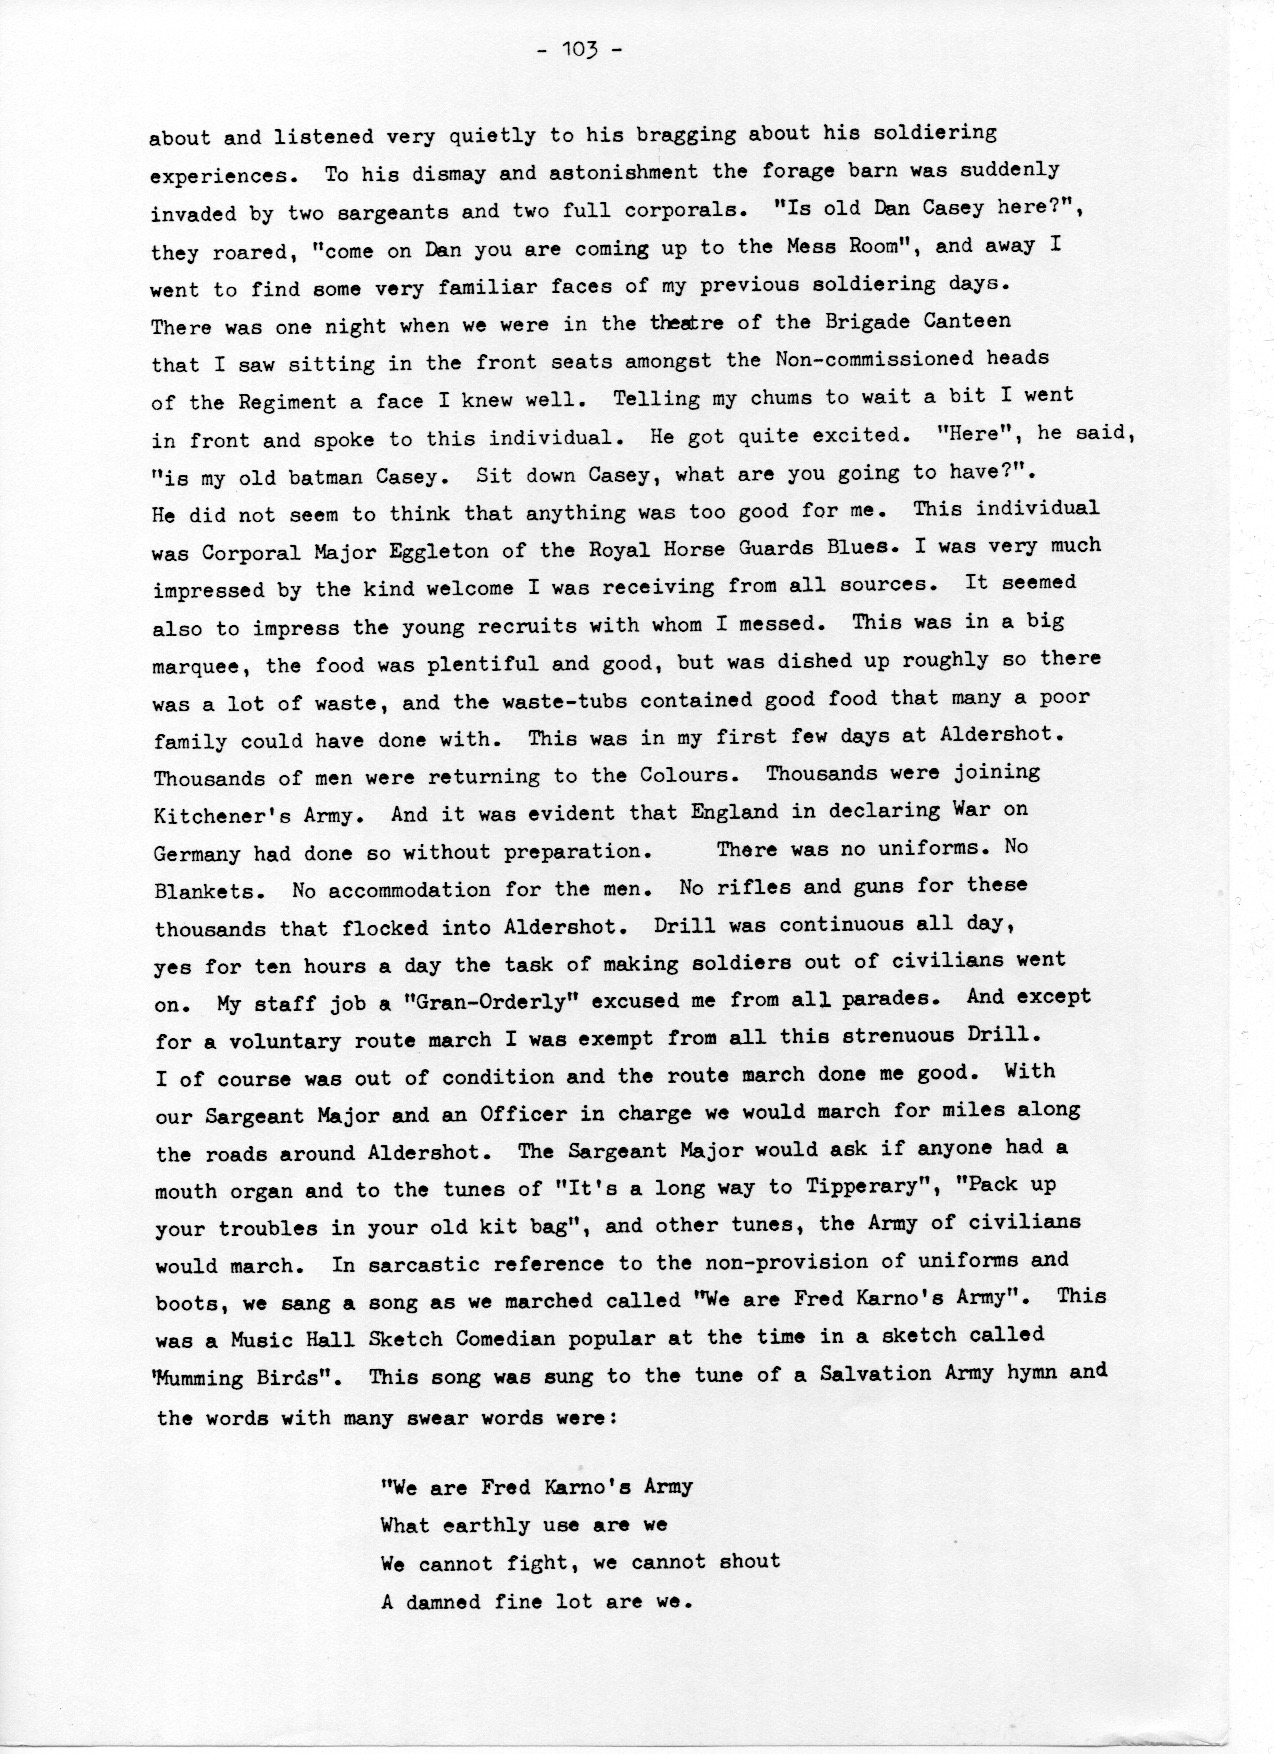 - 103 -
about and listened very quietly to his bragging about his soldiering
experiences.  To his dismay and astonishment the forage barn was suddenly
invaded by two sargeants and two full corporals.  "Is old Dan Casey here?",
they roared, "come on Dan you are coming up to the Mess Room", and away I
went to find some very familiar faces of my previous soldiering days.
There was one night when we were in the theatre of the Brigade Canteen
that I saw sitting in the front seats amongst the Non-commissioned heads
of the Regiment a face I knew well.  Telling my chums to wait a bit I went
in front and spoke to this individual.  He got quite excited.  "Here", he said,
"is my old batman Casey.  Sit down Casey, what are you going to have?".
He did not seem to think that anything was too good for me.  This individual
was Corporal Major Eggleton of the Royal Horse Guards Blues. I was very much
impressed by the kind welcome I was receiving from all sources.  It seemed
also to impress the young recruits with whom I messed.  This was in a big
marquee, the food was plentiful and good, but was dished up roughly so there
was a lot of waste, and the waste-tubs contained good food that many a poor
family could have done with.  This was in my first few days at Aldershot.
Thousands of men were returning to the Colours.  Thousands were joining
Kitchener's Army.  And it was evident that England in declaring War on
Germany had done so without preparation.     There was no uniforms. No
Blankets.  No accommodation for the men.  No rifles and guns for these
thousands that flocked into Aldershot.  Drill was continuous all day,
yes for ten hours a day the task of making soldiers out of civilians went
on.  My staff job a "Gran-Orderly" excused me from all parades.  And except
for a voluntary route march I was exempt from all this strenuous Drill.
I of course was out of condition and the route march done me good.  With
our Sargeant Major and an Officer in charge we would march for miles along
the roads around Aldershot.  The Sargeant Major would ask if anyone had a
mouth organ and to the tunes of "It's a long way to Tipperary", "Pack up
your troubles in your old kit bag", and other tunes, the Army of civilians
would march.  In sarcastic reference to the non-provision of uniforms and
boots, we sang a song as we marched called "We are Fred Karno's Army".  This
was a Music Hall Sketch Comedian popular at the time in a sketch called
"Mumming Birds".  This song was sung to the tune of a Salvation Army hymn and
the words with many swear words were:
"We are Fred Karno's Army
What earthly use are we
We cannot fight, we cannot shout
A damned fine lot are we.